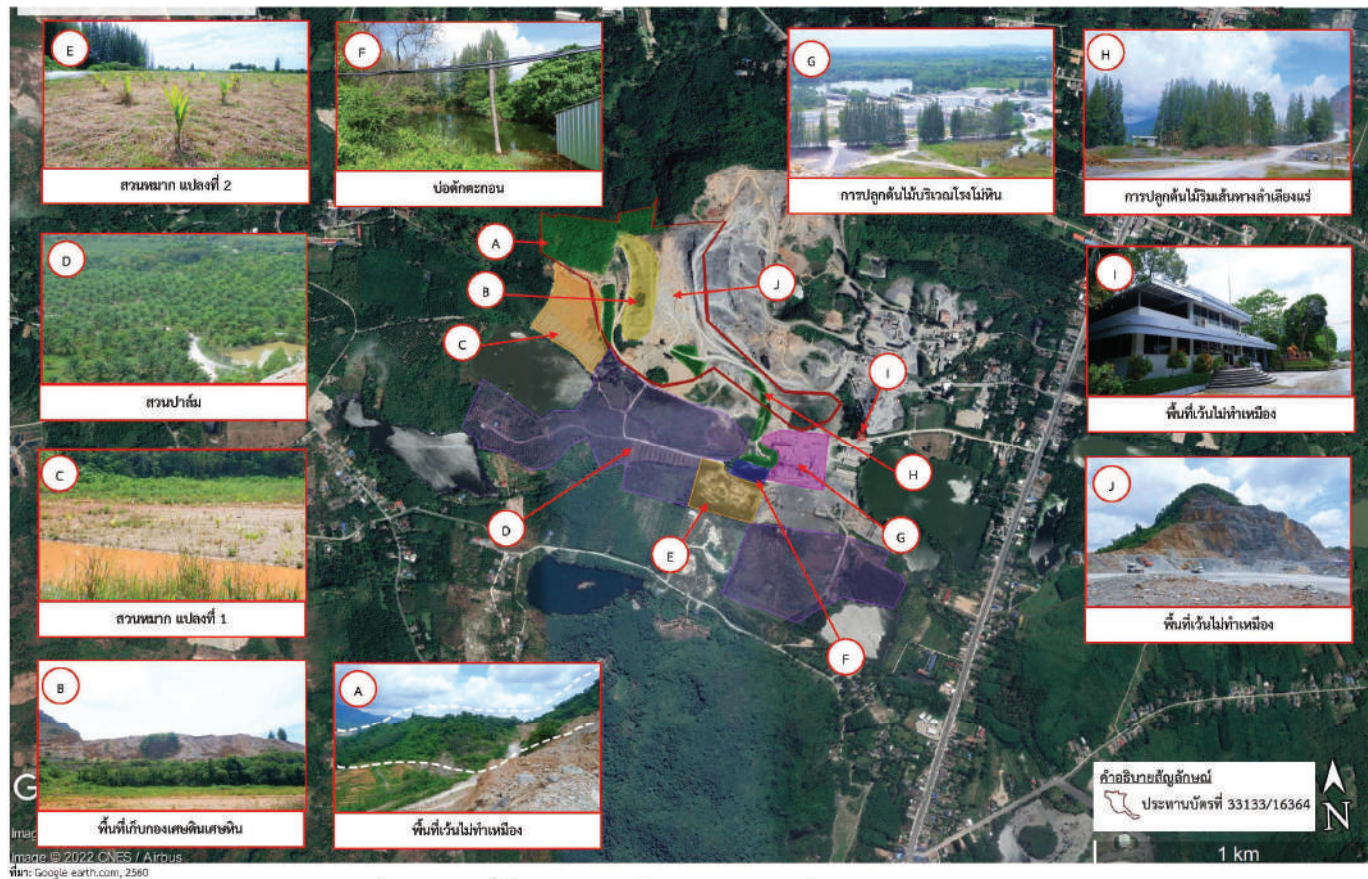 E
สวนหมาก แปลงที่ 2
F
บ่อดักตะกอน
G
การปลูกต้นไม้บริเวณโรงโม่หิน
H
การปลูกต้นไม้ริมเส้นทางลำเลียงแร่
D
สวนปาล์ม
I
พื้นที่เว้นไม่ทำเหมือง
C
สวนหมาก แปลงที่ 1
J
พื้นที่เว้นไม่ทำเหมือง
B
พื้นที่เก็บกองเศษดินเศษหิน
A
พื้นที่เว้นไม่ทำเหมือง
A
B
C
D
E
F
G
H
I
J
คำอธิบายสัญลักษณ์
ประทานบัตรที่ 33133/16364
N
1 km
G
Imag
Image © 2022 CNES / Airbus
ที่มา: Google earth.com, 2560